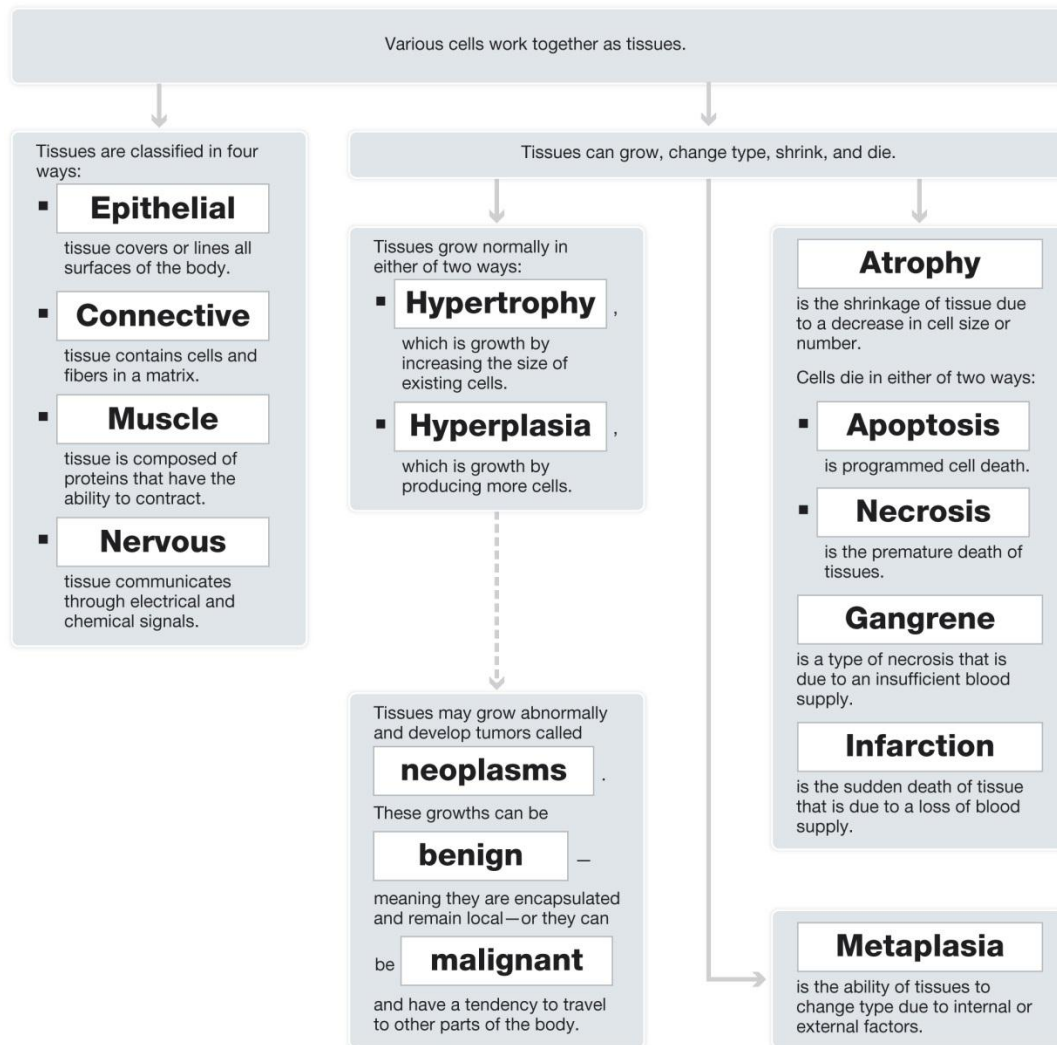 Various cells work together as tissues.
Tissues are classified in four
ways:
▪ Epithelial
tissue covers or lines all
surfaces of the body.
▪ Connective
tissue contains cells and
fibers in a matrix.
▪ Muscle
tissue is composed of
proteins that have the
ability to contract.
▪ Nervous
tissue communicates
through electrical and
chemical signals.
Tissues can grow, change type, shrink, and die.
Tissues grow normally in
either of two ways:
▪ Hypertrophy ,
which is growth by
increasing the size of
existing cells.
▪ Hyperplasia ,
which is growth by
producing more cells.
Tissues may grow abnormally
and develop tumors called
neoplasms .
These growths can be
benign —
meaning they are encapsulated
and remain local—or they can
be malignant
and have a tendency to travel
to other parts of the body.
Atrophy
is the shrinkage of tissue due
to a decrease in cell size or
number.
Cells die in either of two ways:
▪ Apoptosis
is programmed cell death.
▪ Necrosis
is the premature death of
tissues.
Gangrene
is a type of necrosis that is
due to an insufficient blood
supply.
Infarction
is the sudden death of tissue
that is due to a loss of blood
supply.
Metaplasia
is the ability of tissues to
change type due to internal or
external factors.